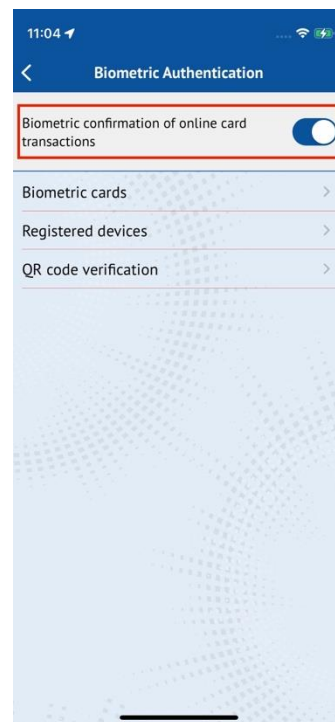 11:04
Biometric Authentication
Biometric confirmation of online card
transactions
Biometric cards
Registered devices
QR code verification